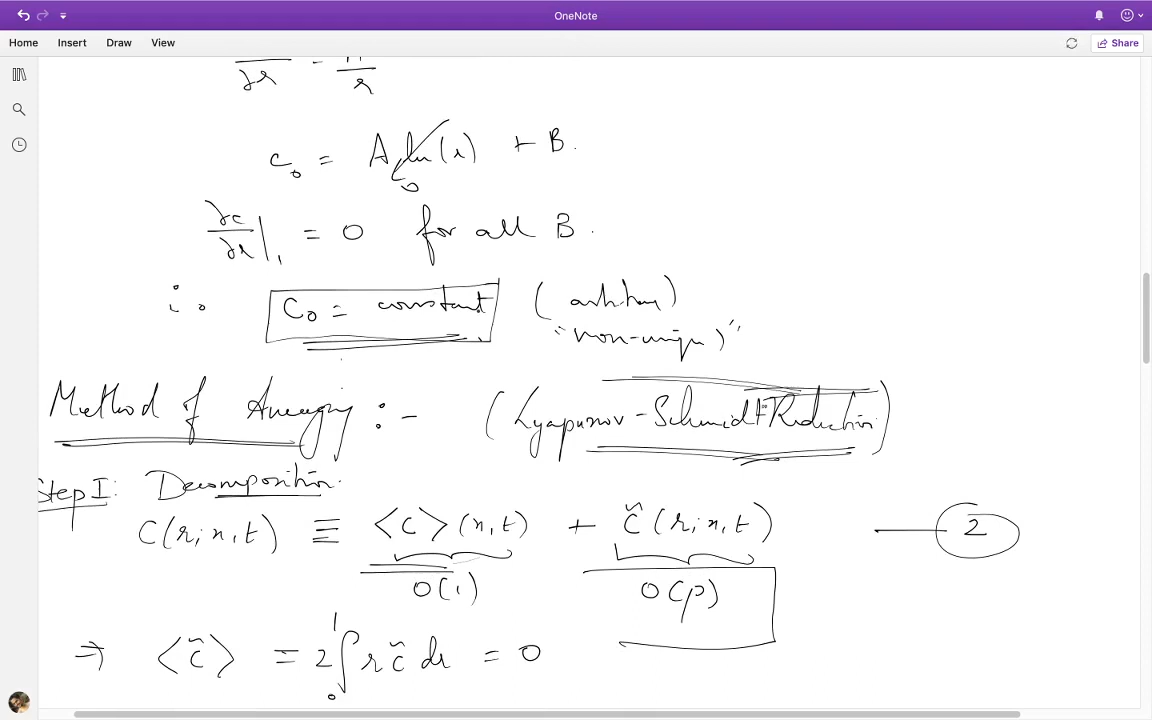 OneNote
Home Insert Draw View
Share
∂r = r
c₀ = A ln(r) + B.
0
∂c/∂r |₁ = 0 for all B.
C₀ = constant (arbitrary)
"non-unique"
Method of Averaging :- (Lyapunov-Schmidt Reduction)
Step I: Decomposition.
C(r; x, t) ≡ <c>(x, t) + c̃(r; x, t) ② 
O(1) O(p)
⇒ <c̃> = 2 ∫₀¹ r c̃ dr = 0